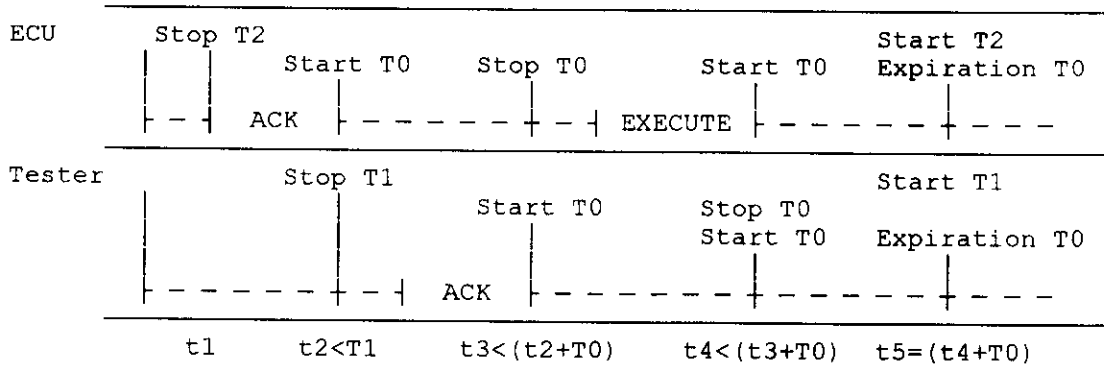 ECU Stop T2 Start T2
Start T0 Stop T0 Start T0 Expiration T0
ACK EXECUTE
Tester Stop T1 Start T1
Start T0 Stop T0
Start T0 Expiration T0
ACK
t1 t2<T1 t3<(t2+T0) t4<(t3+T0) t5=(t4+T0)